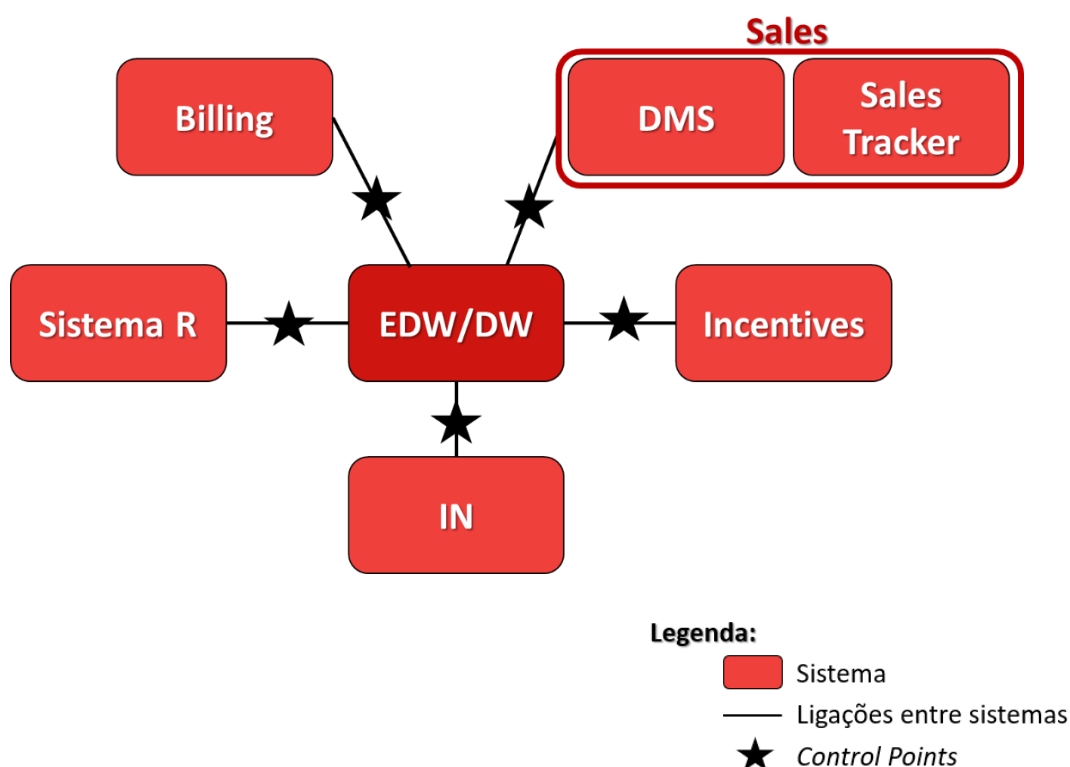 Sales
Billing
DMS
Sales
Tracker
Sistema R
EDW/DW
Incentives
IN
Legenda:
Sistema
Ligações entre sistemas
Control Points